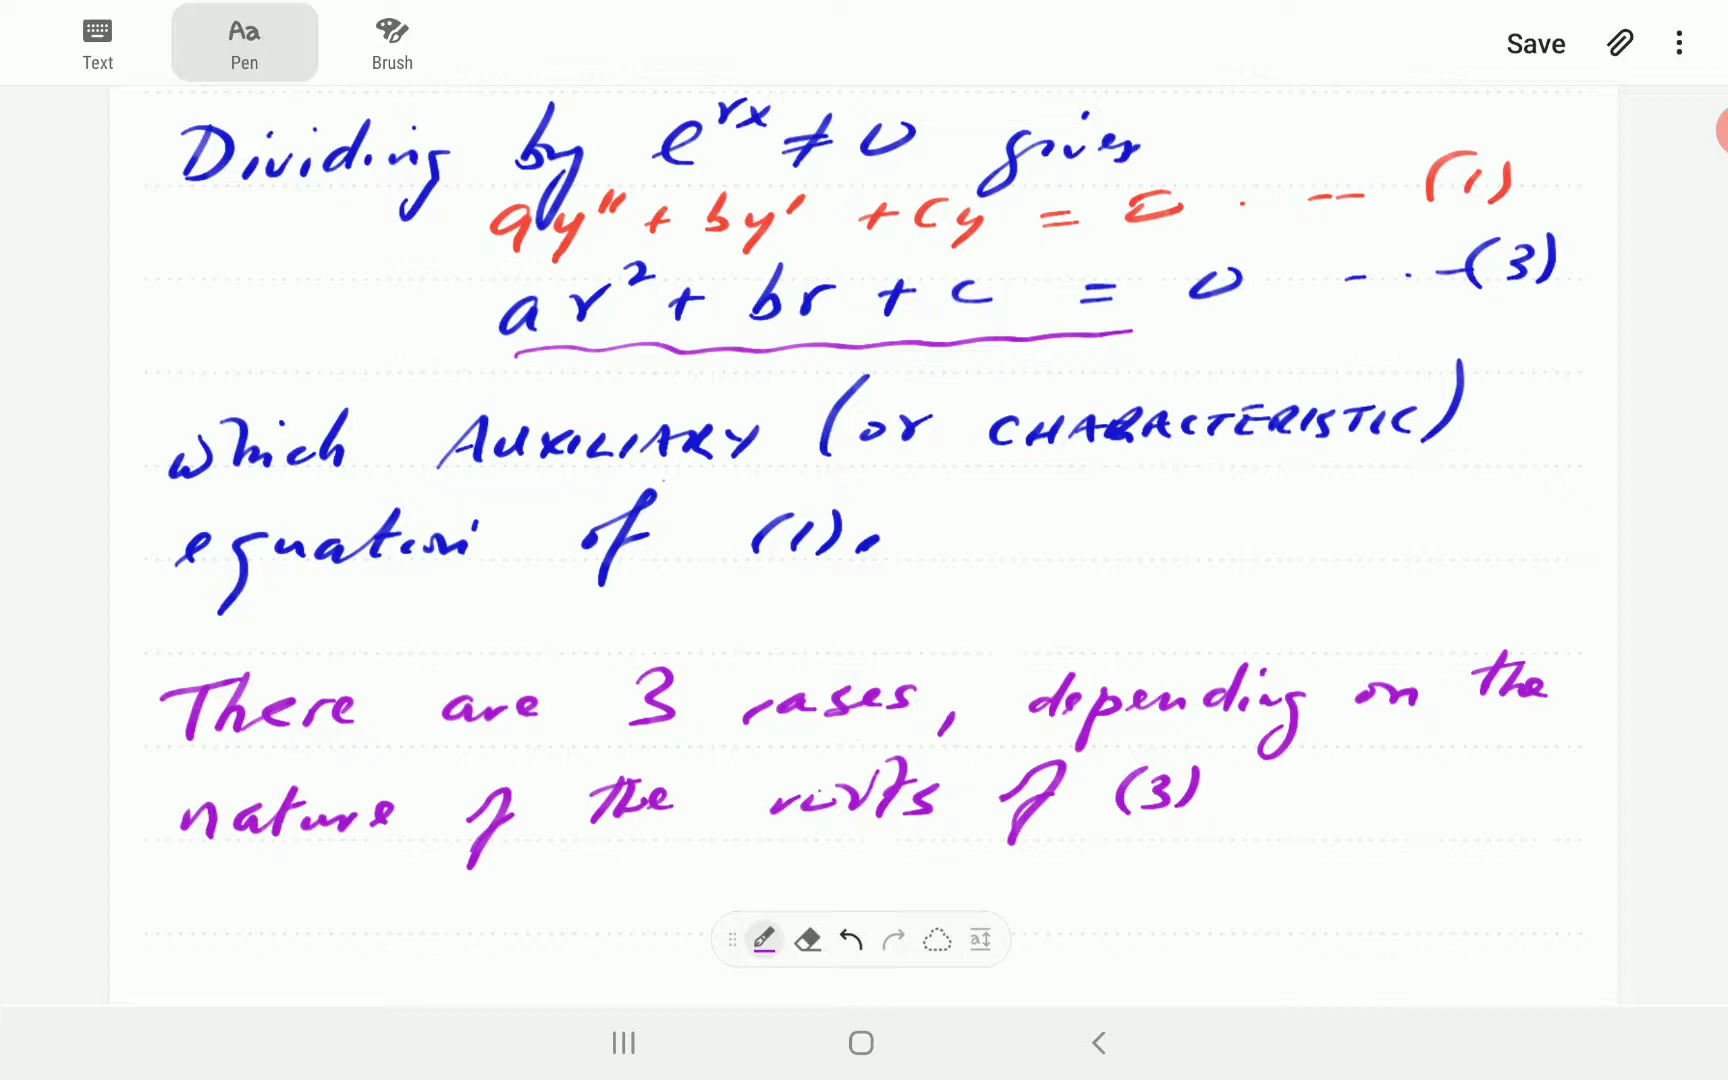 Text
Aa
Pen
Brush
Save
Dividing by e^{rx} ≠ 0 gives
ay'' + by' + cy = 0 . -- (1)
ar² + br + c = 0 - . - (3)
which AUXILIARY (or CHARACTERISTIC)
equation of (1).
There are 3 cases, depending on the
nature of the roots of (3)